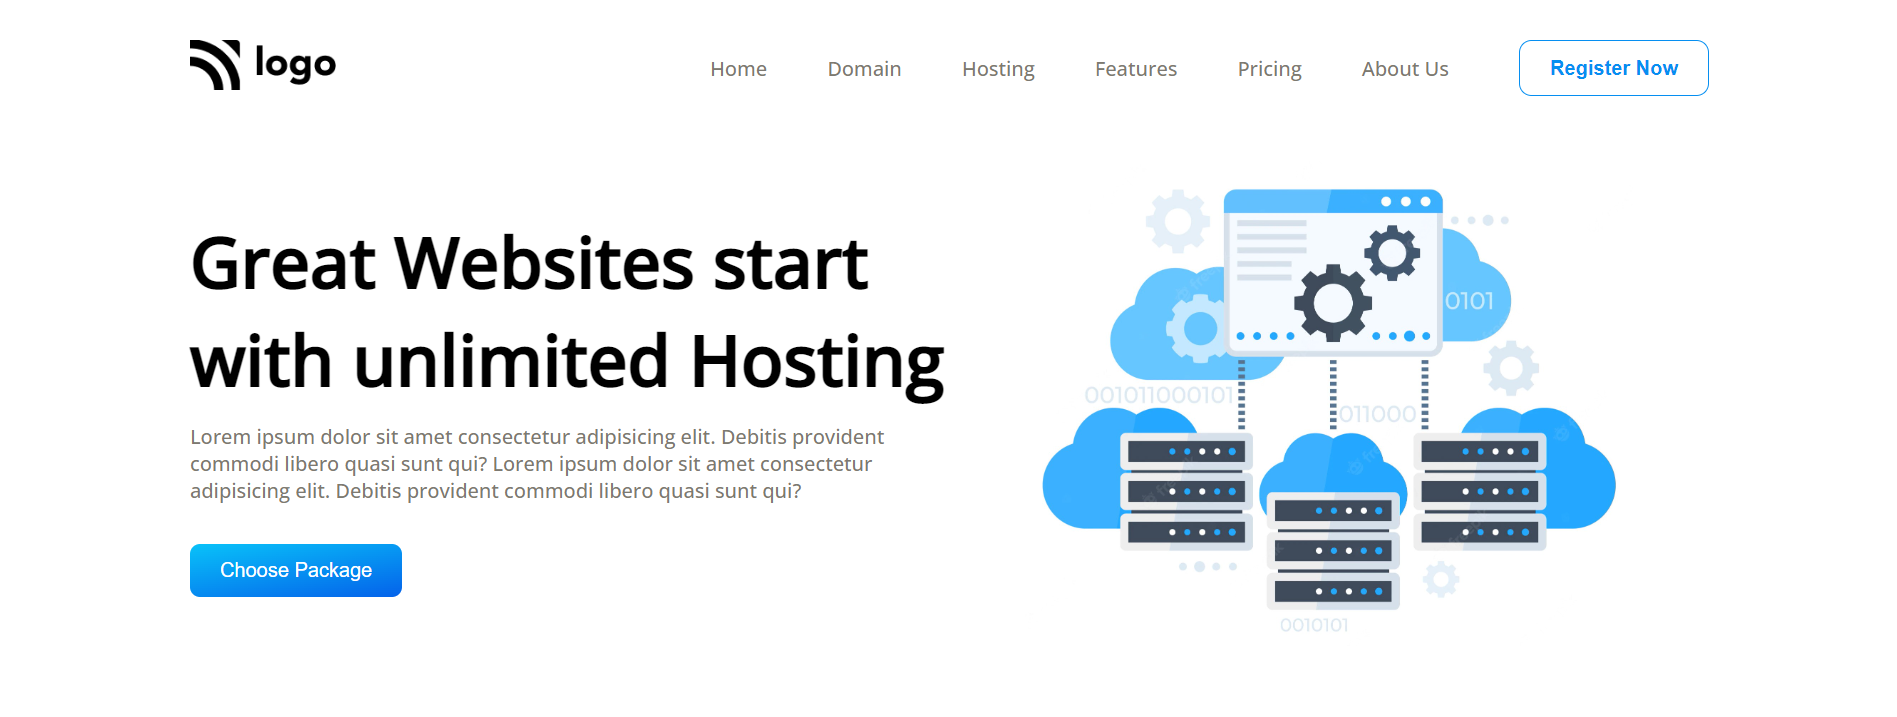 logo
Home Domain Hosting Features Pricing About Us Register Now
Great Websites start
with unlimited Hosting
Lorem ipsum dolor sit amet consectetur adipisicing elit. Debitis provident
commodi libero quasi sunt qui? Lorem ipsum dolor sit amet consectetur
adipisicing elit. Debitis provident commodi libero quasi sunt qui?
Choose Package
0101
001011000101
011000
0010101